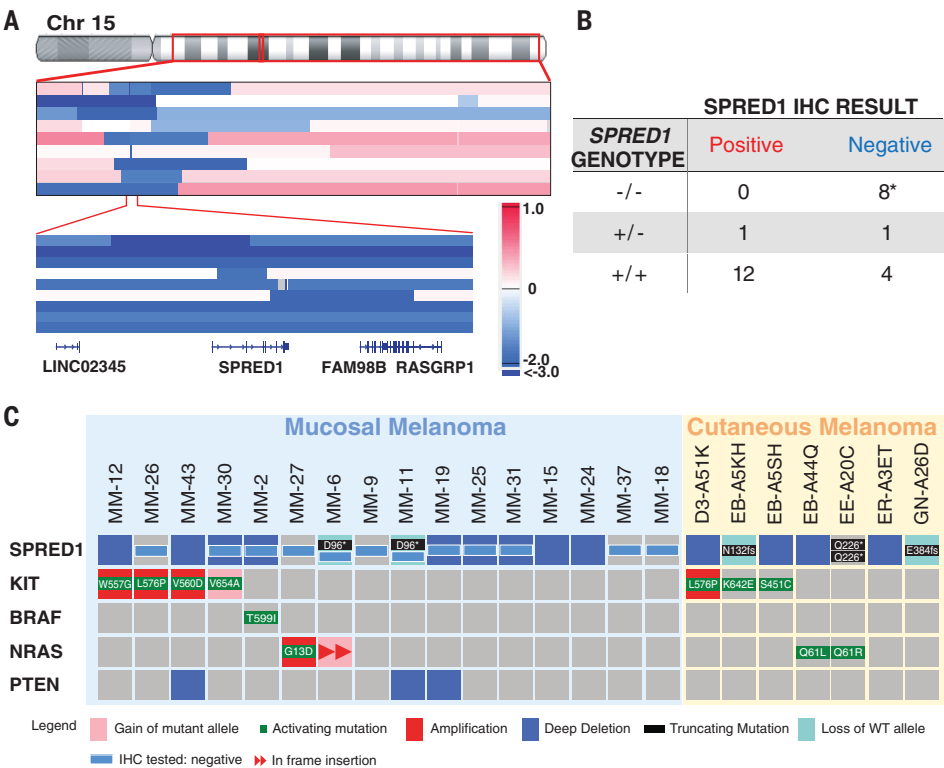 A
Chr 15
1.0
0
-2.0
<-3.0
LINC02345 SPRED1 FAM98B RASGRP1
B
SPRED1 IHC RESULT
SPRED1 GENOTYPE Positive Negative
-/- 0 8*
+/- 1 1
+/+ 12 4
C
Mucosal Melanoma Cutaneous Melanoma
MM-12 MM-26 MM-43 MM-30 MM-2 MM-27 MM-6 MM-9 MM-11 MM-19 MM-25 MM-31 MM-15 MM-24 MM-37 MM-18 D3-A51K EB-A5KH EB-A5SH EB-A44Q EE-A20C ER-A3ET GN-A26D
SPRED1 D96* D96* N132fs Q226* Q226* E384fs
KIT W557G L576P V560D V654A L576P K642E S451C
BRAF T599I
NRAS G13D Q61L Q61R
PTEN
Legend Gain of mutant allele Activating mutation Amplification Deep Deletion Truncating Mutation Loss of WT allele
IHC tested: negative In frame insertion